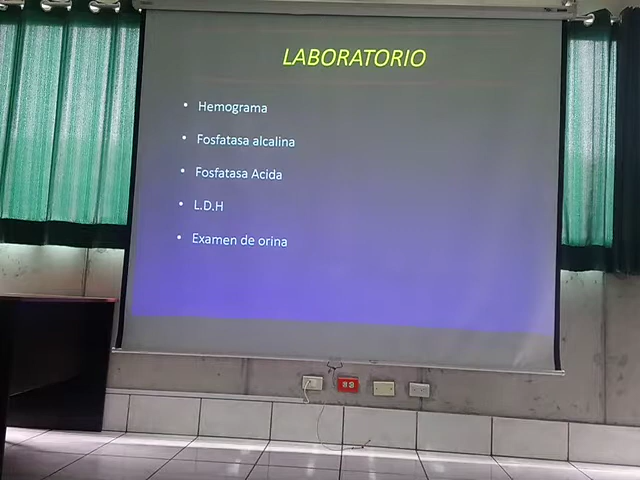 LABORATORIO
• Hemograma
• Fosfatasa alcalina
• Fosfatasa Acida
• L.D.H
• Examen de orina